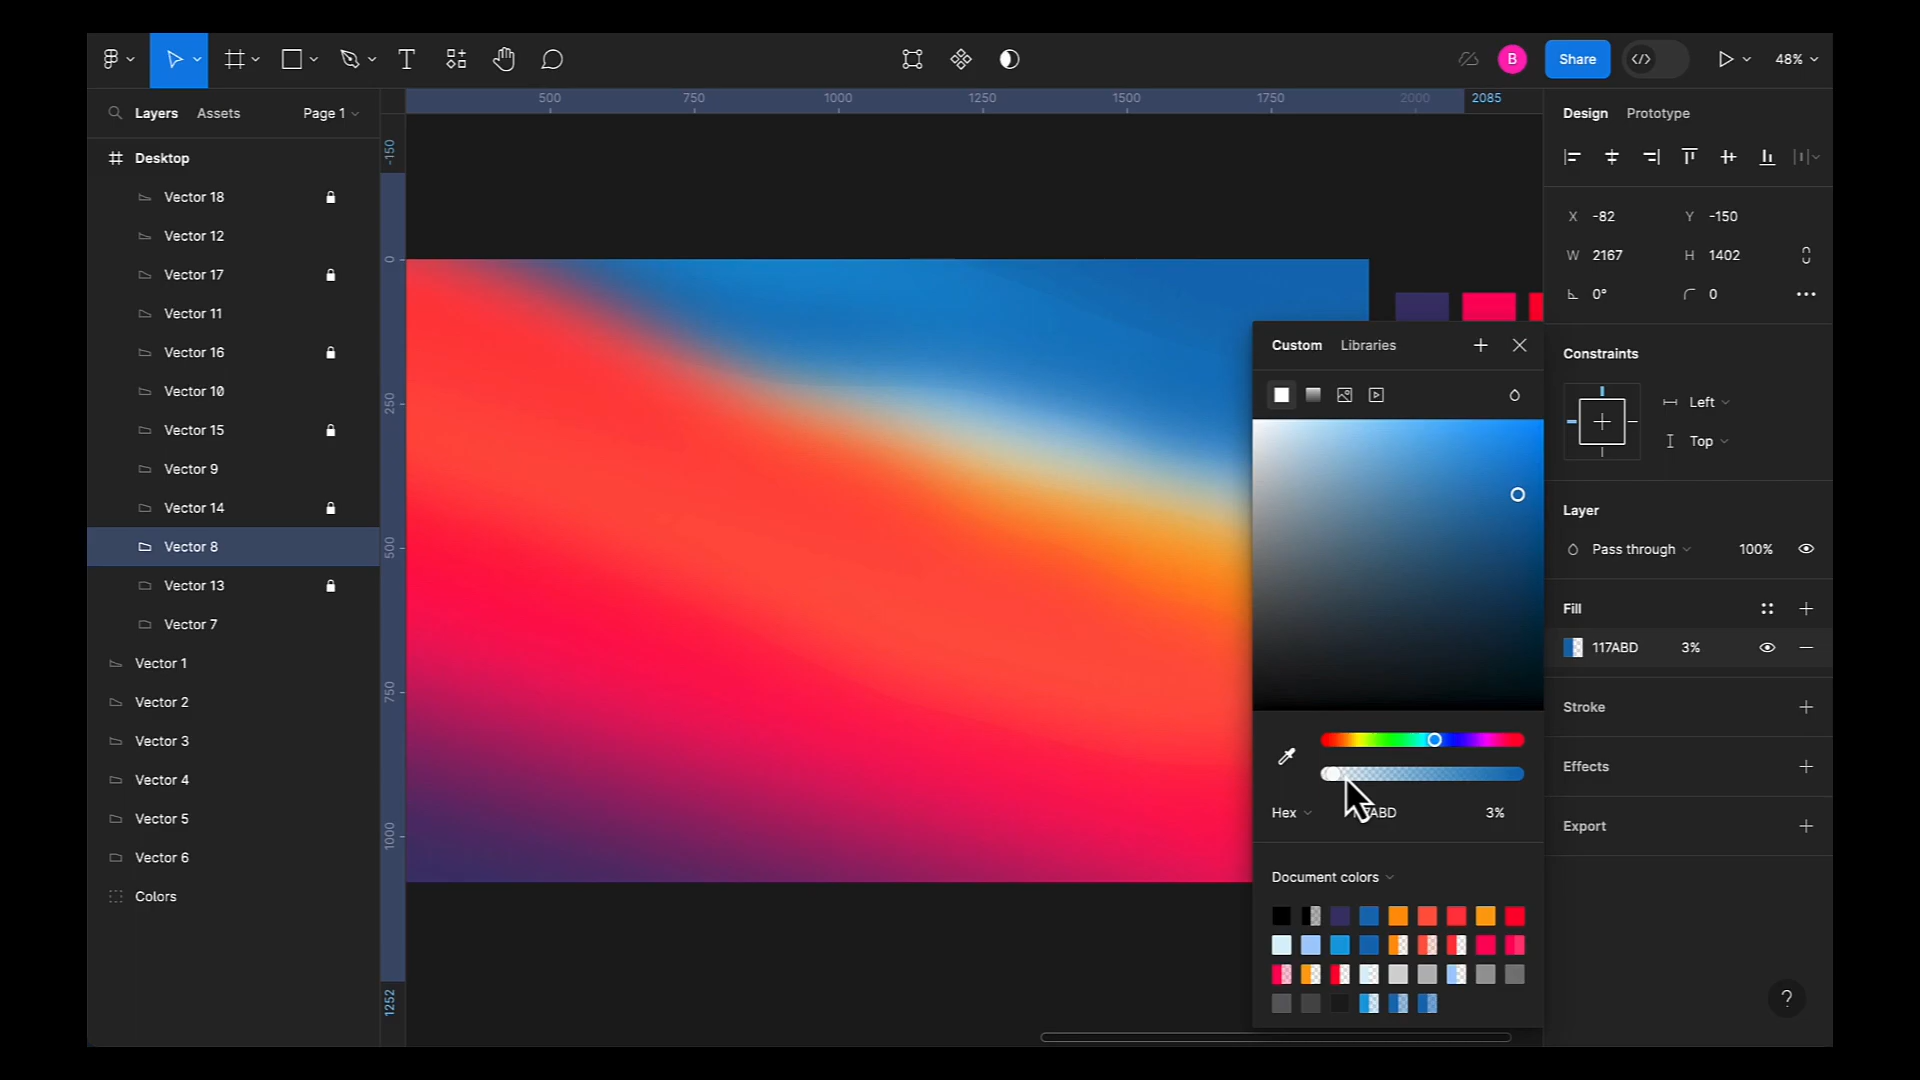 T
B
Share
48%
Layers
Assets
Page 1
500
750
1000
1250
1500
1750
2000
2085
Design
Prototype
Desktop
Vector 18
Vector 12
Vector 17
Vector 11
Vector 16
Vector 10
Vector 15
Vector 9
Vector 14
Vector 8
Vector 13
Vector 7
Vector 1
Vector 2
Vector 3
Vector 4
Vector 5
Vector 6
Colors
-150
0
250
500
750
1000
1252
Custom
Libraries
Hex
3%
Document colors
X -82
Y -150
W 2167
H 1402
0°
0
Constraints
Left
Top
Layer
Pass through
100%
Fill
117ABD
3%
Stroke
Effects
Export
?